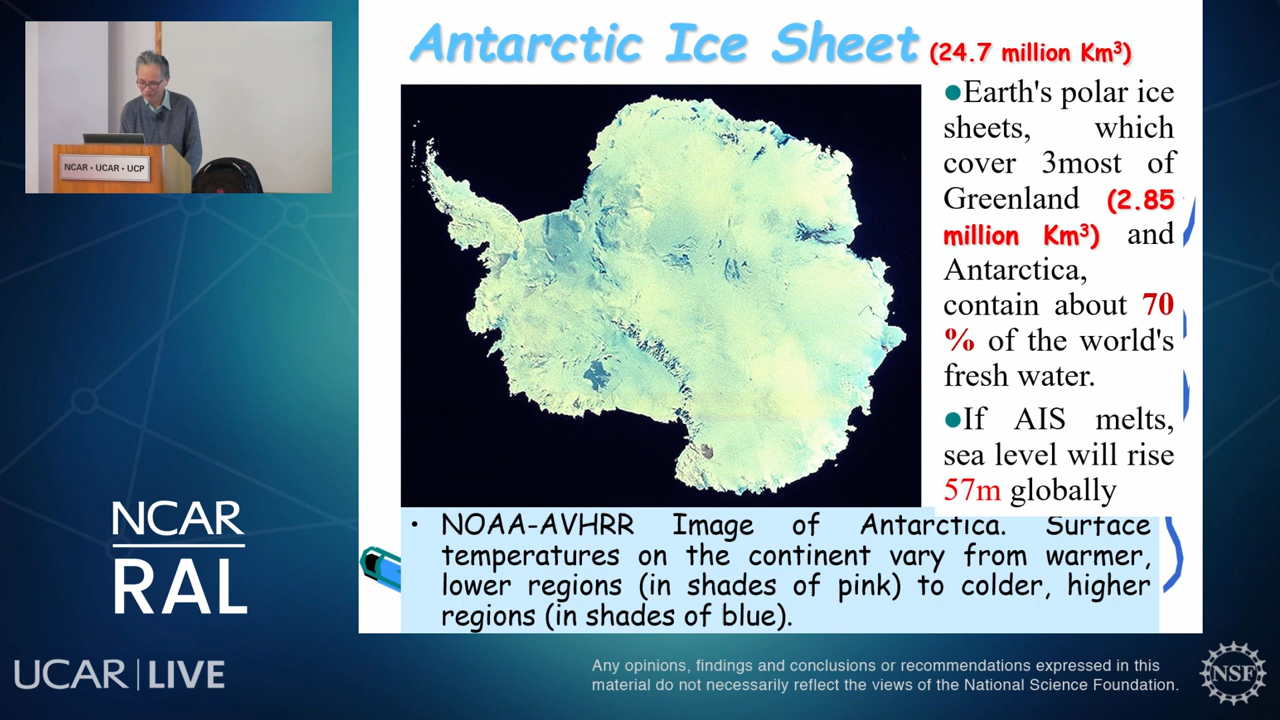 Antarctic Ice Sheet (24.7 million Km³)
NCAR • UCAR • UCP
●Earth's polar ice
sheets, which
cover 3most of
Greenland (2.85
million Km³) and
Antarctica,
contain about 70
% of the world's
fresh water.
●If AIS melts,
sea level will rise
57m globally
• NOAA-AVHRR Image of Antarctica. Surface
temperatures on the continent vary from warmer,
lower regions (in shades of pink) to colder, higher
regions (in shades of blue).
NCAR
RAL
UCAR | LIVE
Any opinions, findings and conclusions or recommendations expressed in this
material do not necessarily reflect the views of the National Science Foundation.
NSF